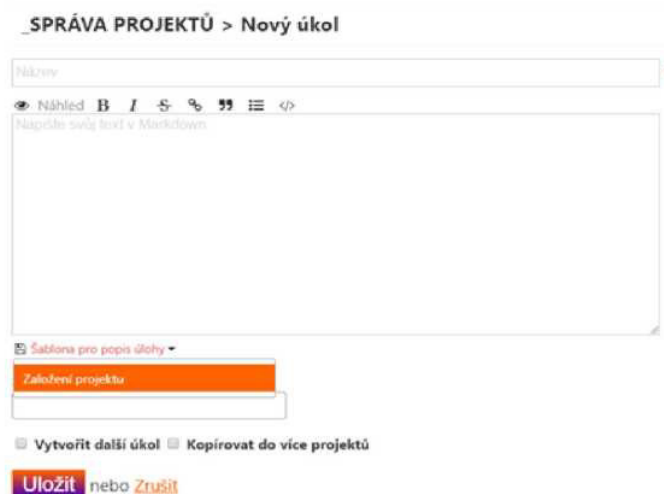 _SPRÁVA PROJEKTŮ > Nový úkol
Název
Náhled B I S </>
Napište svůj text v Markdown
Šablona pro popis úlohy
Založení projektu
Vytvořit další úkol Kopírovat do více projektů
Uložit nebo Zrušit